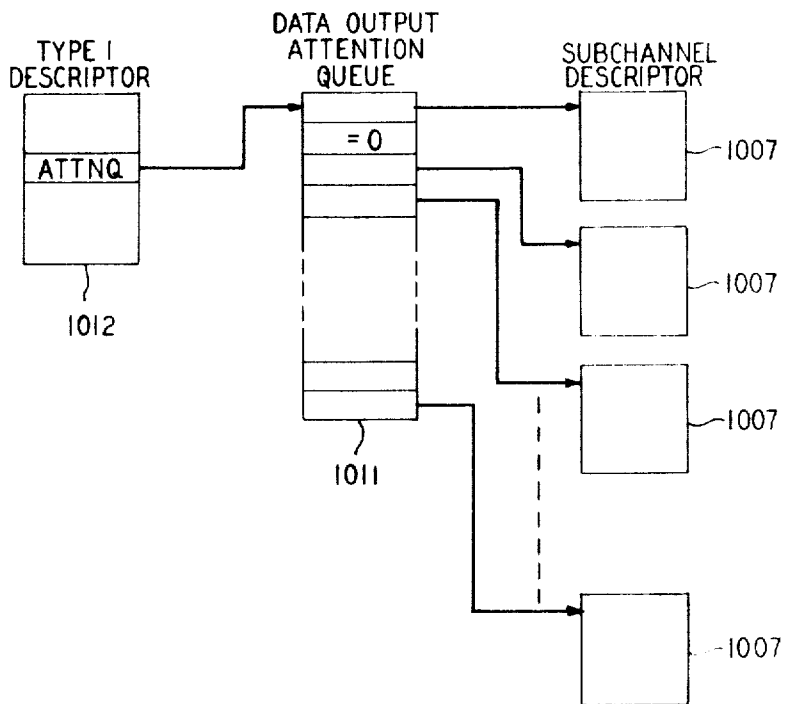 TYPE I
DESCRIPTOR
ATTNQ
1012
DATA OUTPUT
ATTENTION
QUEUE
= 0
1011
SUBCHANNEL
DESCRIPTOR
1007
1007
1007
1007